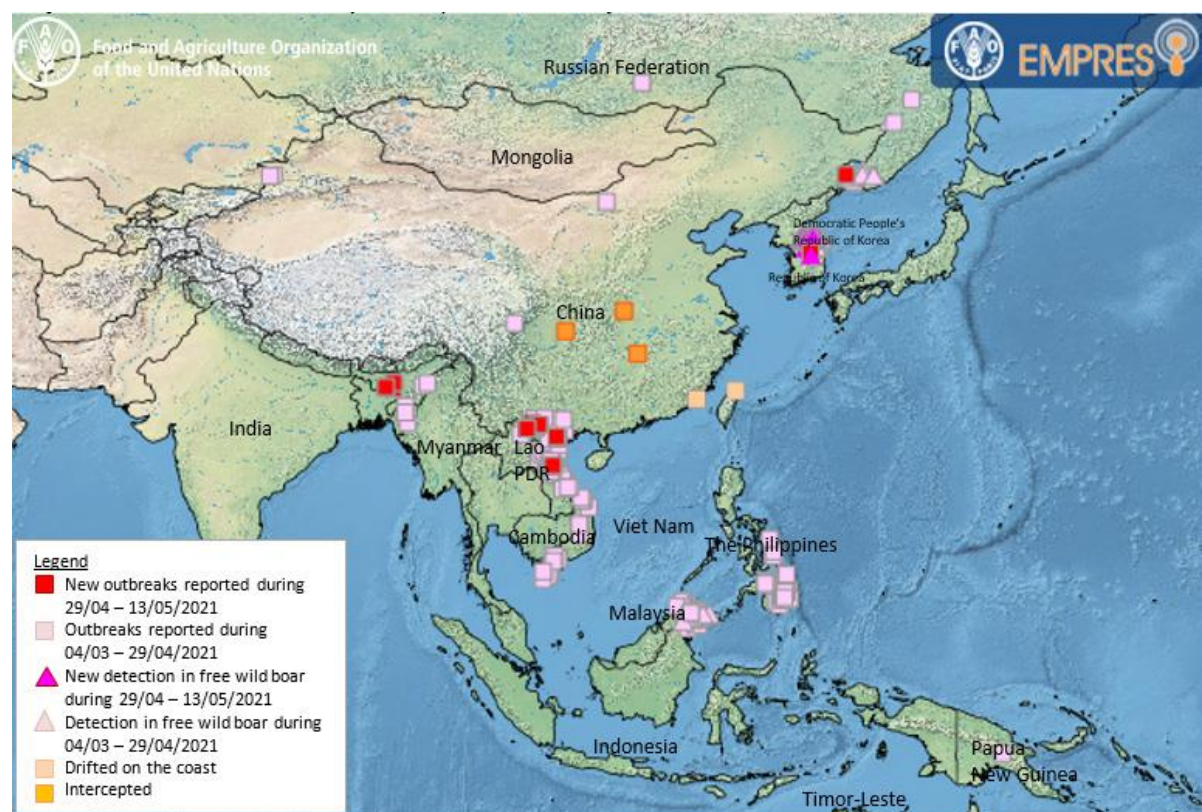 Food and Agriculture Organization
of the United Nations
FAO
FAO
EMPRES
Russian Federation
Mongolia
Democratic People's
Republic of Korea
Republic of Korea
China
India
Myanmar
Lao
PDR
Viet Nam
Cambodia
The Philippines
Malaysia
Indonesia
Papua
New Guinea
Timor-Leste
Legend
New outbreaks reported during
29/04 – 13/05/2021
Outbreaks reported during
04/03 – 29/04/2021
New detection in free wild boar
during 29/04 – 13/05/2021
Detection in free wild boar during
04/03 – 29/04/2021
Drifted on the coast
Intercepted